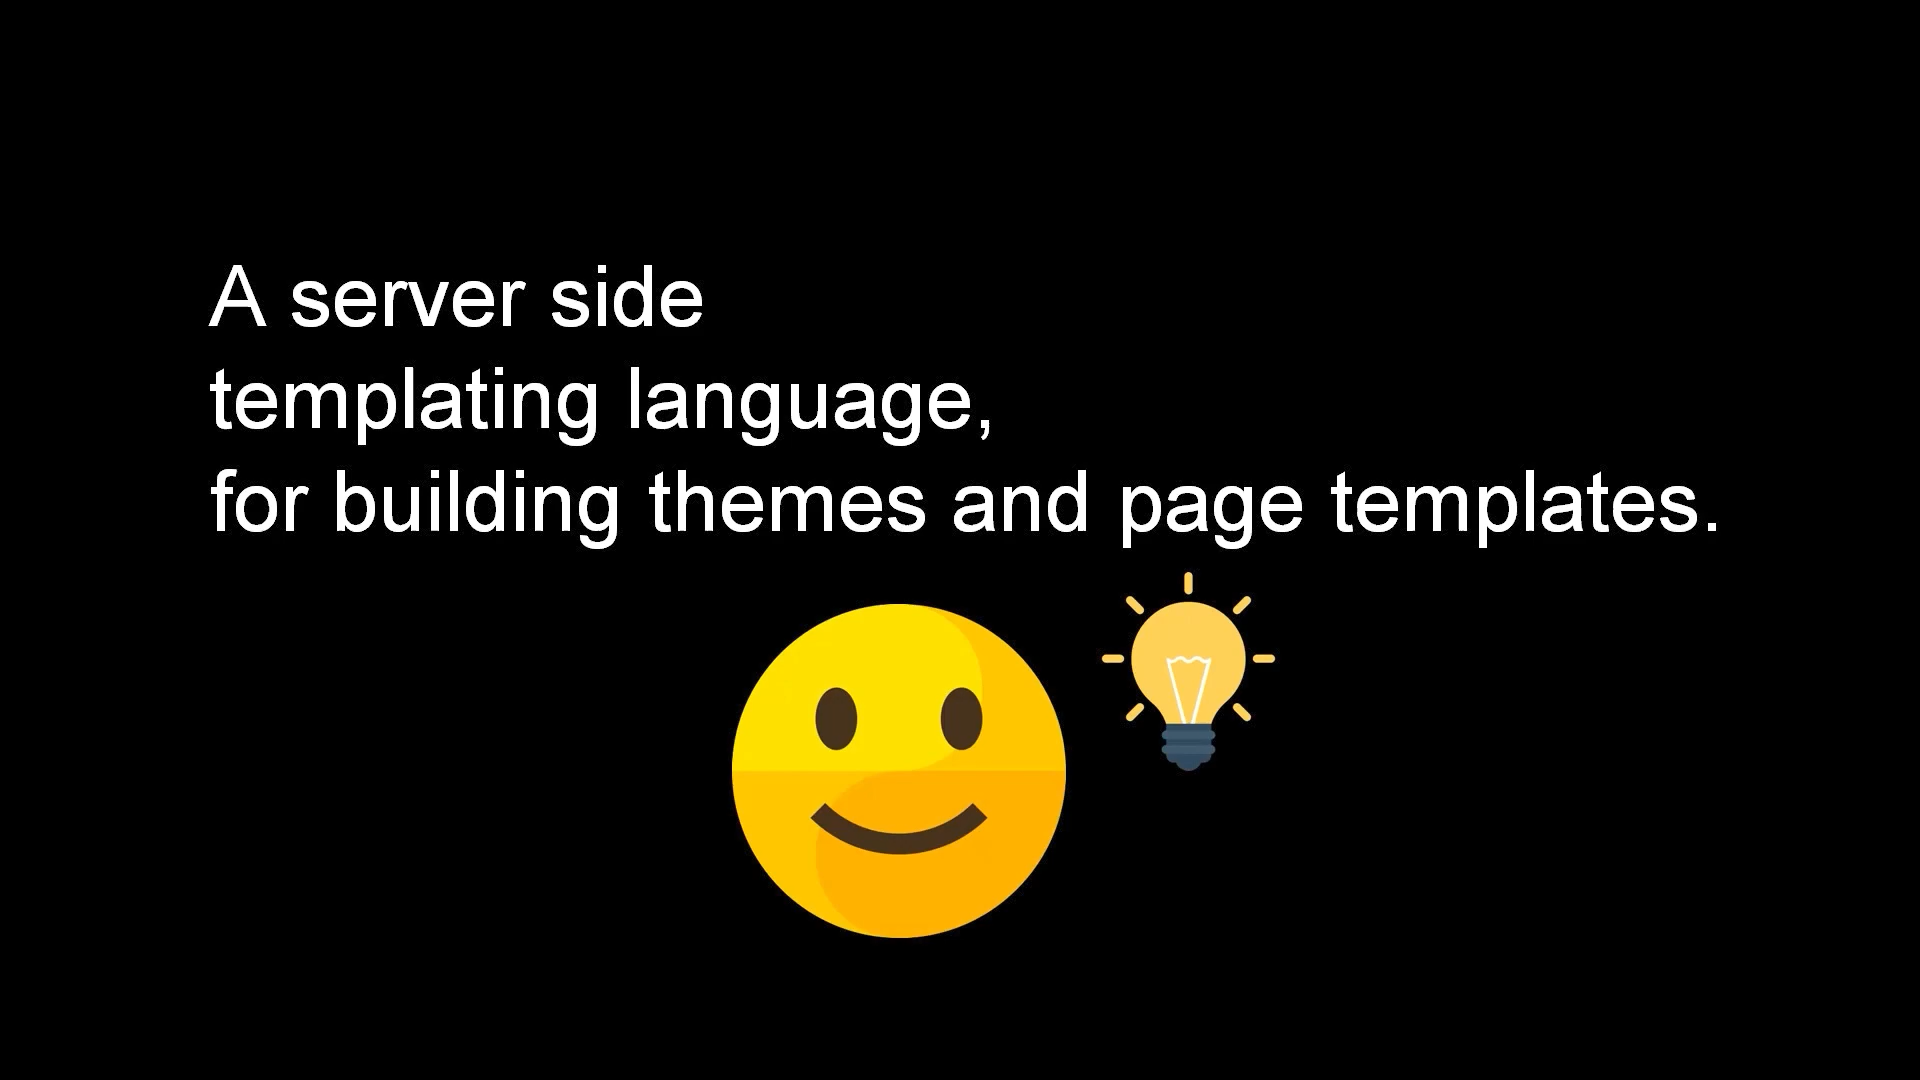 A server side
templating language,
for building themes and page templates.